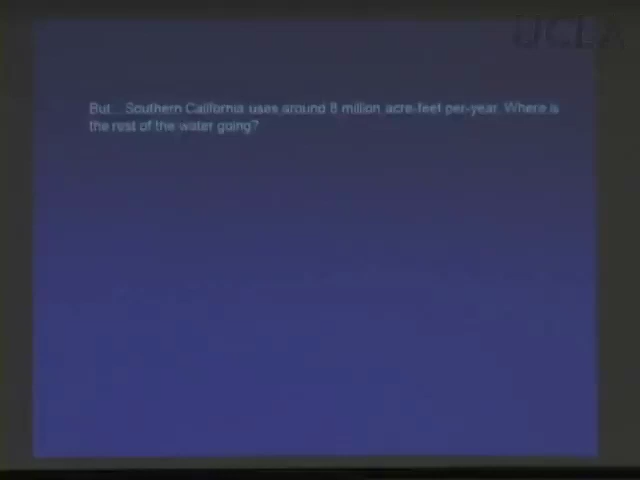 UCLA
But... Southern California uses around 8 million acre-feet per-year. Where is
the rest of the water going?